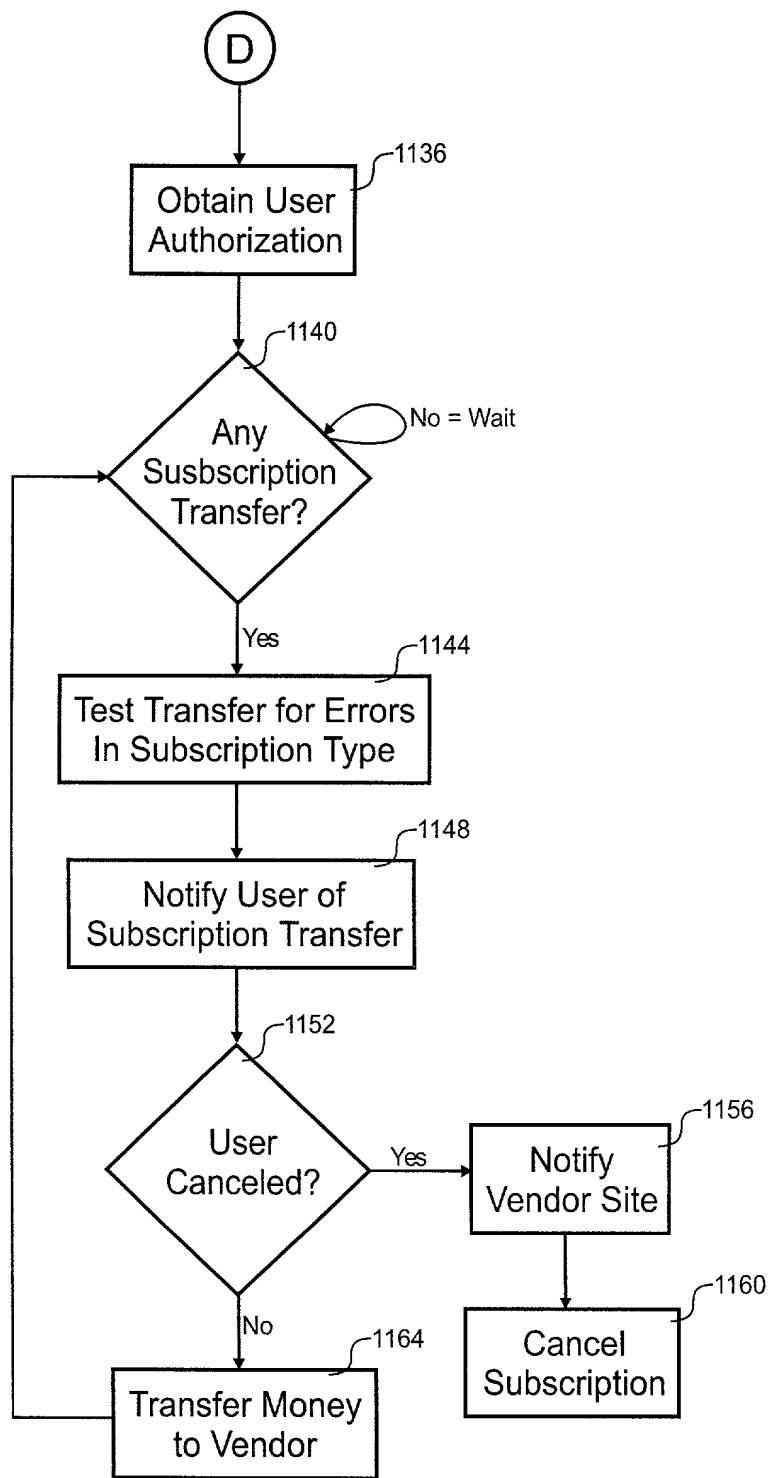 D
1136
Obtain User
Authorization
1140
Any
Susbscription
Transfer?
No = Wait
Yes
1144
Test Transfer for Errors
In Subscription Type
1148
Notify User of
Subscription Transfer
1152
User
Canceled?
Yes
1156
Notify
Vendor Site
1160
Cancel
Subscription
No
1164
Transfer Money
to Vendor